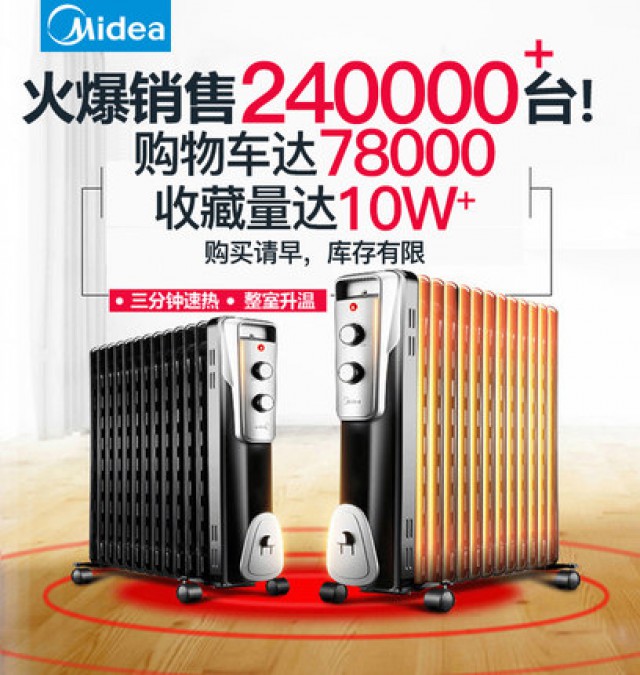 Midea
火爆销售240000+台!
购物车达78000
收藏量达10W+
购买请早，库存有限
· 三分钟速热 · 整室升温
Midea